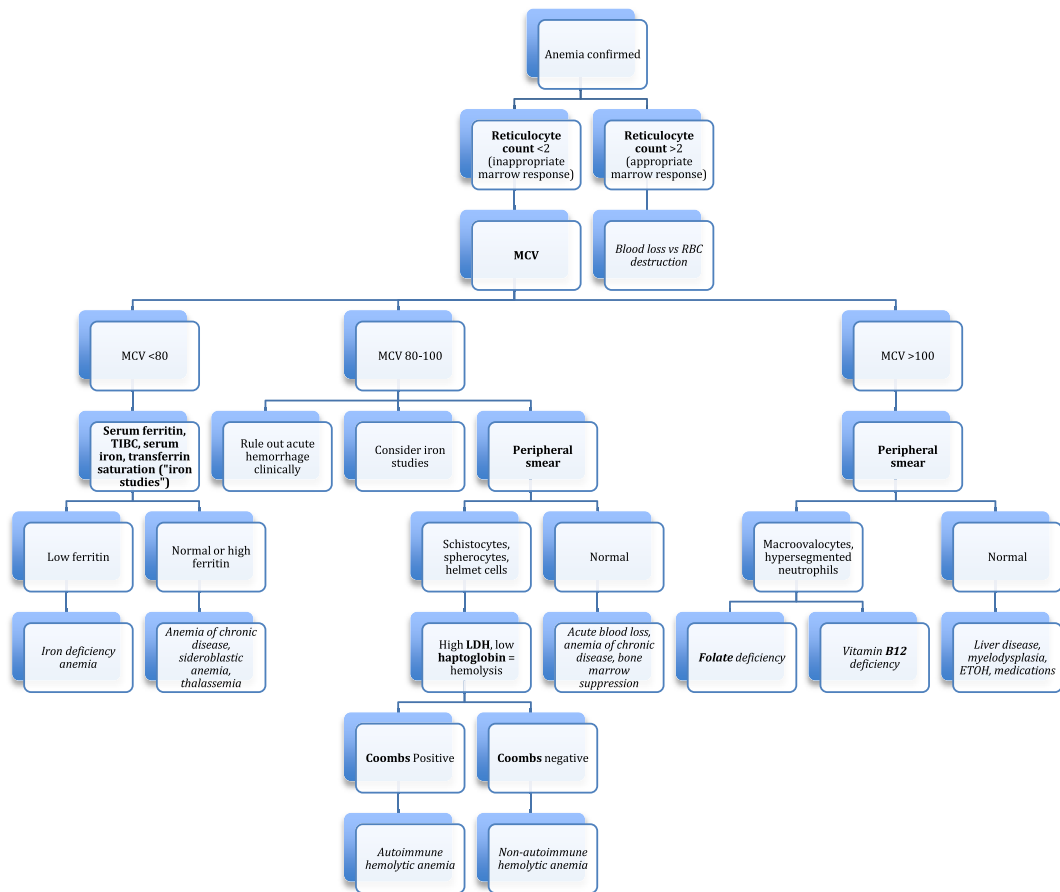 Anemia confirmed
Reticulocyte
count <2
(inappropriate
marrow response)
Reticulocyte
count >2
(appropriate
marrow response)
MCV
Blood loss vs RBC
destruction
MCV <80
MCV 80-100
MCV >100
Serum ferritin,
TIBC, serum
iron, transferrin
saturation ("iron
studies")
Rule out acute
hemorrhage
clinically
Consider iron
studies
Peripheral
smear
Peripheral
smear
Low ferritin
Normal or high
ferritin
Schistocytes,
spherocytes,
helmet cells
Normal
Macroovalocytes,
hypersegmented
neutrophils
Normal
Iron deficiency
anemia
Anemia of chronic
disease,
sideroblastic
anemia,
thalassemia
High LDH, low
haptoglobin =
hemolysis
Acute blood loss,
anemia of chronic
disease, bone
marrow
suppression
Folate deficiency
Vitamin B12
deficiency
Liver disease,
myelodysplasia,
ETOH, medications
Coombs Positive
Coombs negative
Autoimmune
hemolytic anemia
Non-autoimmune
hemolytic anemia